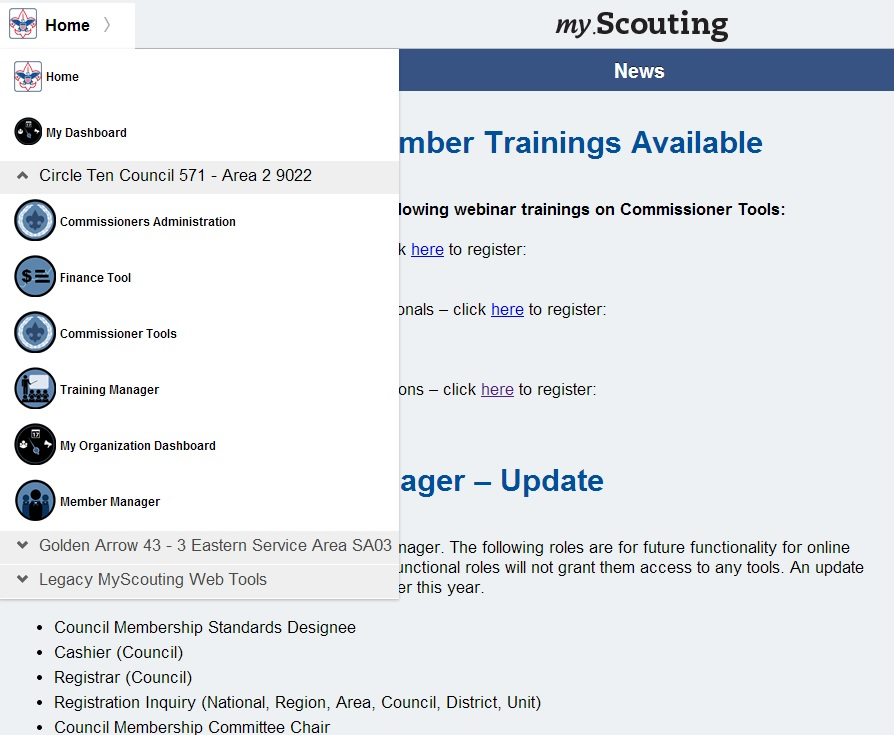 Home
my.Scouting
News
Home
My Dashboard
Circle Ten Council 571 - Area 2 9022
Commissioners Administration
Finance Tool
Commissioner Tools
Training Manager
17
My Organization Dashboard
Member Manager
Golden Arrow 43 - 3 Eastern Service Area SA03
Legacy MyScouting Web Tools
mber Trainings Available
lowing webinar trainings on Commissioner Tools:
k here to register:
onals – click here to register:
ons – click here to register:
ager – Update
nager. The following roles are for future functionality for online
unctional roles will not grant them access to any tools. An update
er this year.
• Council Membership Standards Designee
• Cashier (Council)
• Registrar (Council)
• Registration Inquiry (National, Region, Area, Council, District, Unit)
• Council Membership Committee Chair